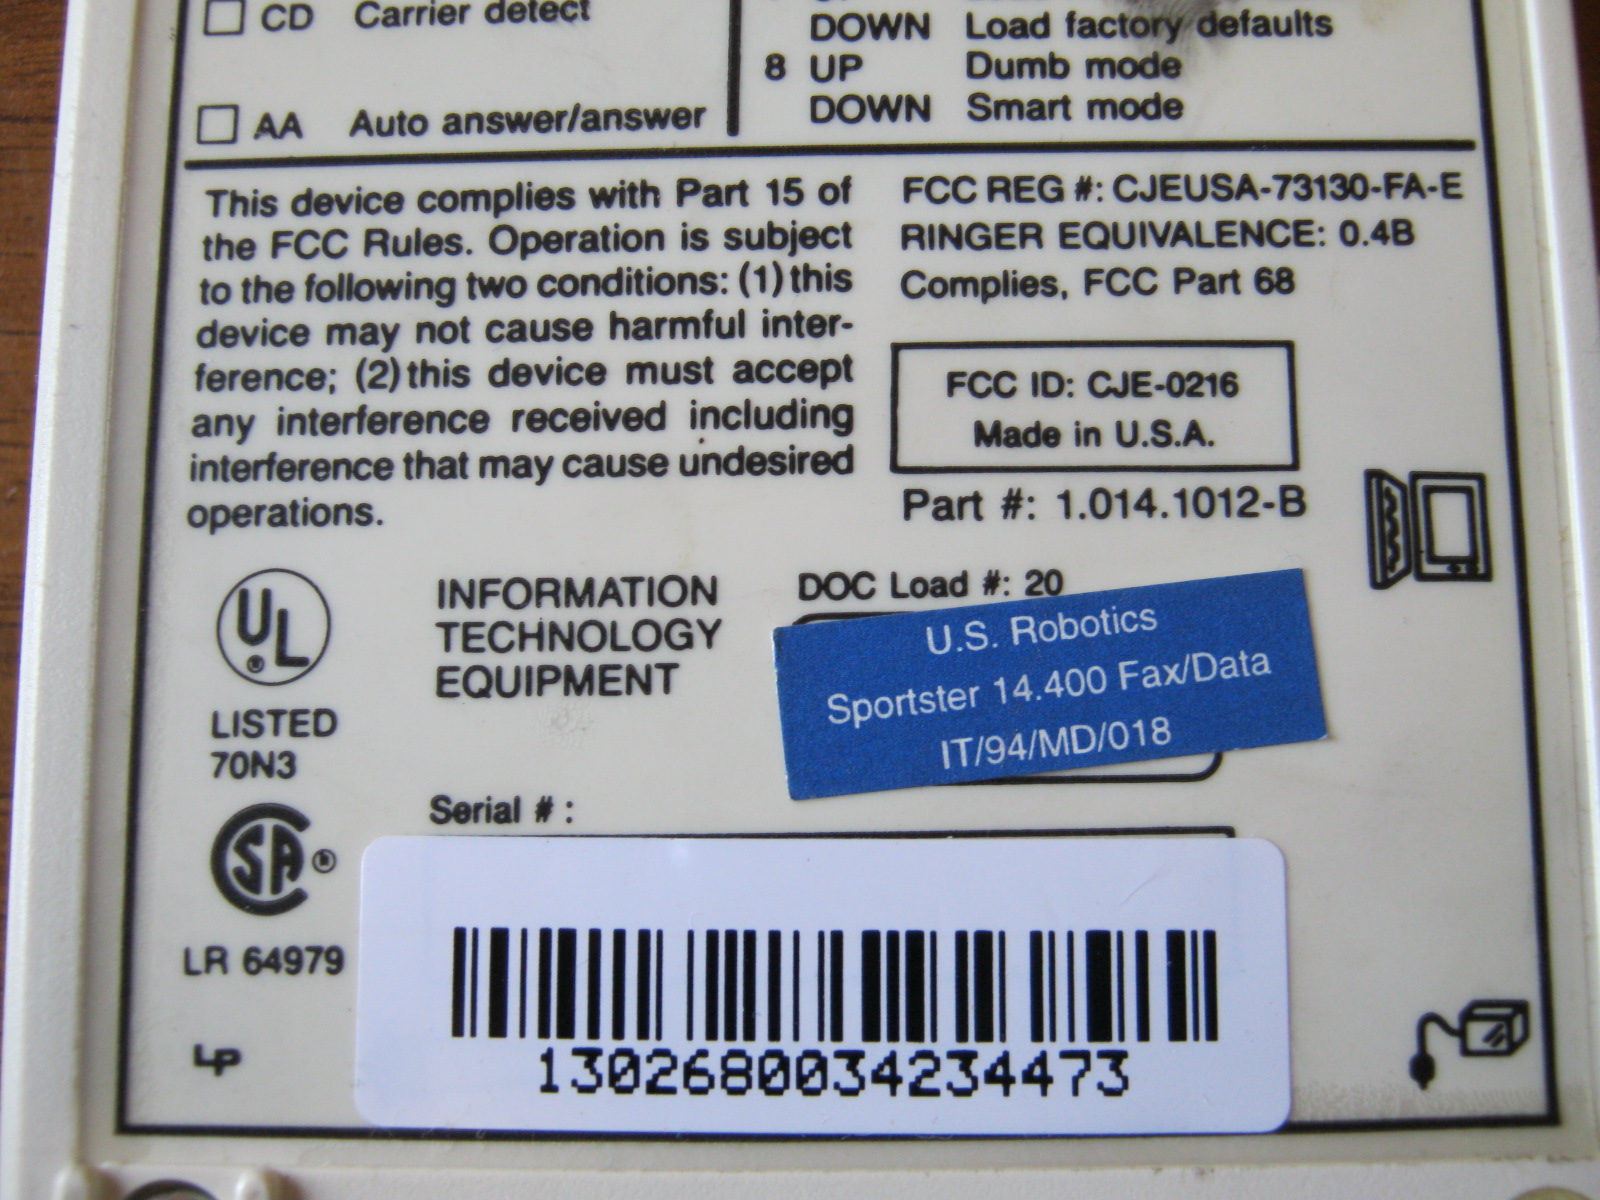 CD Carrier detect
AA Auto answer/answer
DOWN Load factory defaults
8 UP Dumb mode
DOWN Smart mode
This device complies with Part 15 of
the FCC Rules. Operation is subject
to the following two conditions: (1) this
device may not cause harmful inter-
ference; (2) this device must accept
any interference received including
interference that may cause undesired
operations.
FCC REG #: CJEUSA-73130-FA-E
RINGER EQUIVALENCE: 0.4B
Complies, FCC Part 68
FCC ID: CJE-0216
Made in U.S.A.
Part #: 1.014.1012-B
UL®
LISTED
70N3
INFORMATION
TECHNOLOGY
EQUIPMENT
DOC Load #: 20
U.S. Robotics
Sportster 14.400 Fax/Data
IT/94/MD/018
Serial # :
SA®
LR 64979
LP
1302680034234473